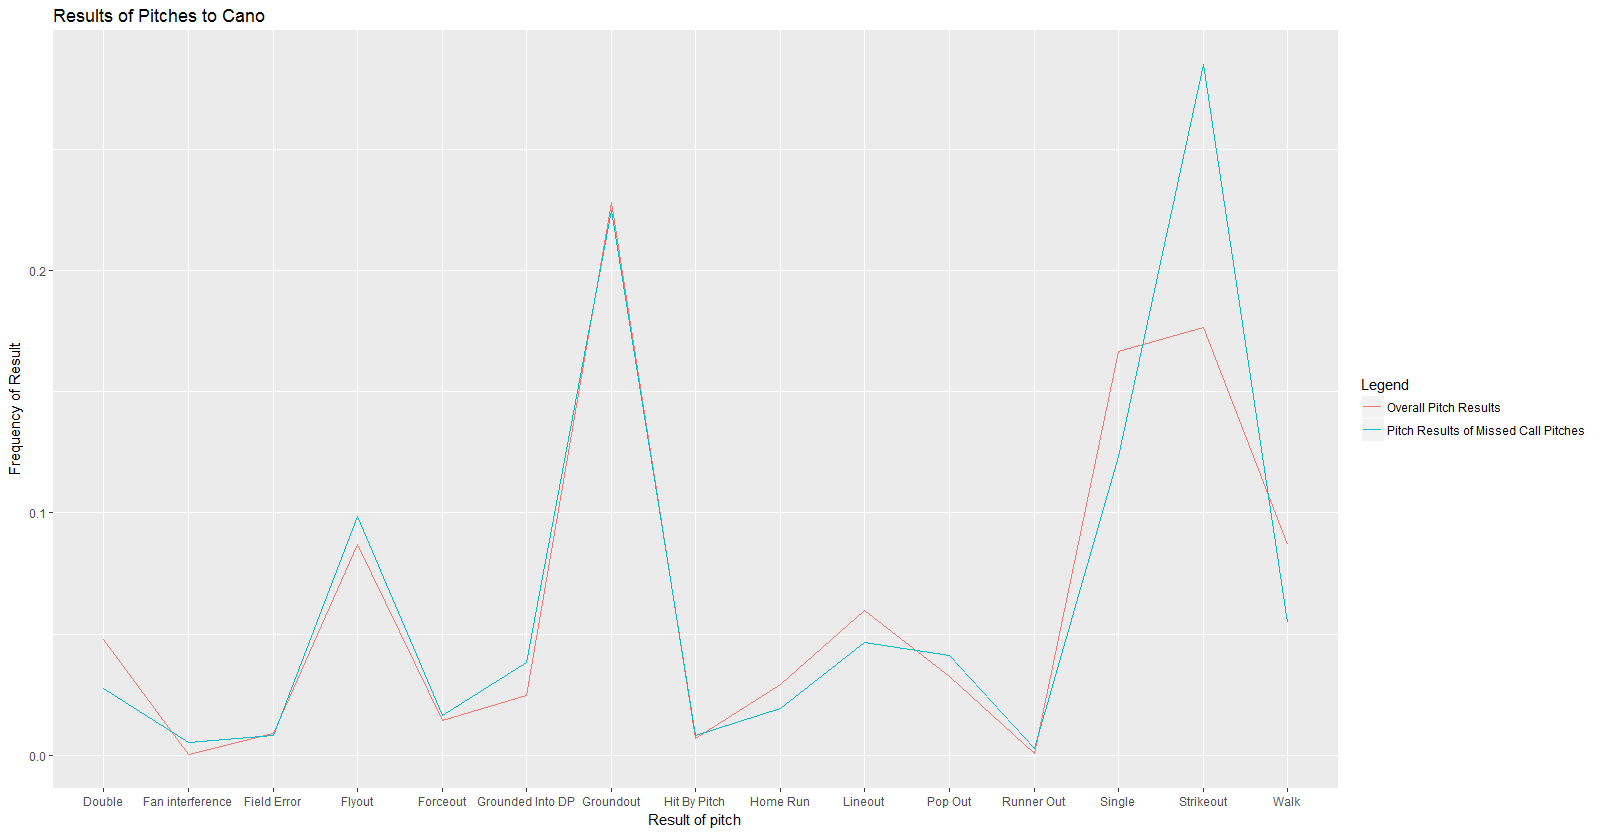 Results of Pitches to Cano
Frequency of Result
0.2
0.1
0.0
Double Fan interference Field Error Flyout Forceout Grounded Into DP Groundout Hit By Pitch Home Run Lineout Pop Out Runner Out Single Strikeout Walk
Result of pitch
Legend
Overall Pitch Results
Pitch Results of Missed Call Pitches